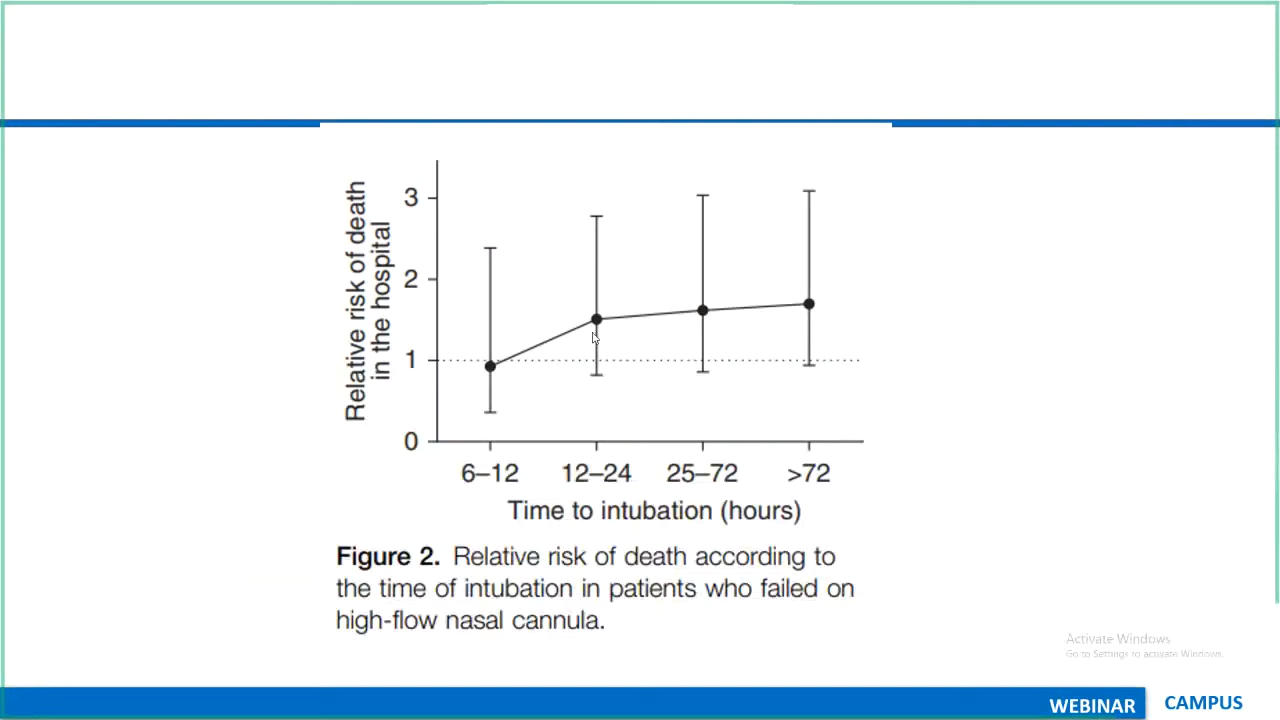 Relative risk of death
in the hospital
3
2
1
0
6–12 12–24 25–72 >72
Time to intubation (hours)
Figure 2. Relative risk of death according to
the time of intubation in patients who failed on
high-flow nasal cannula.
Activate Windows
Go to Settings to activate Windows.
WEBINAR CAMPUS